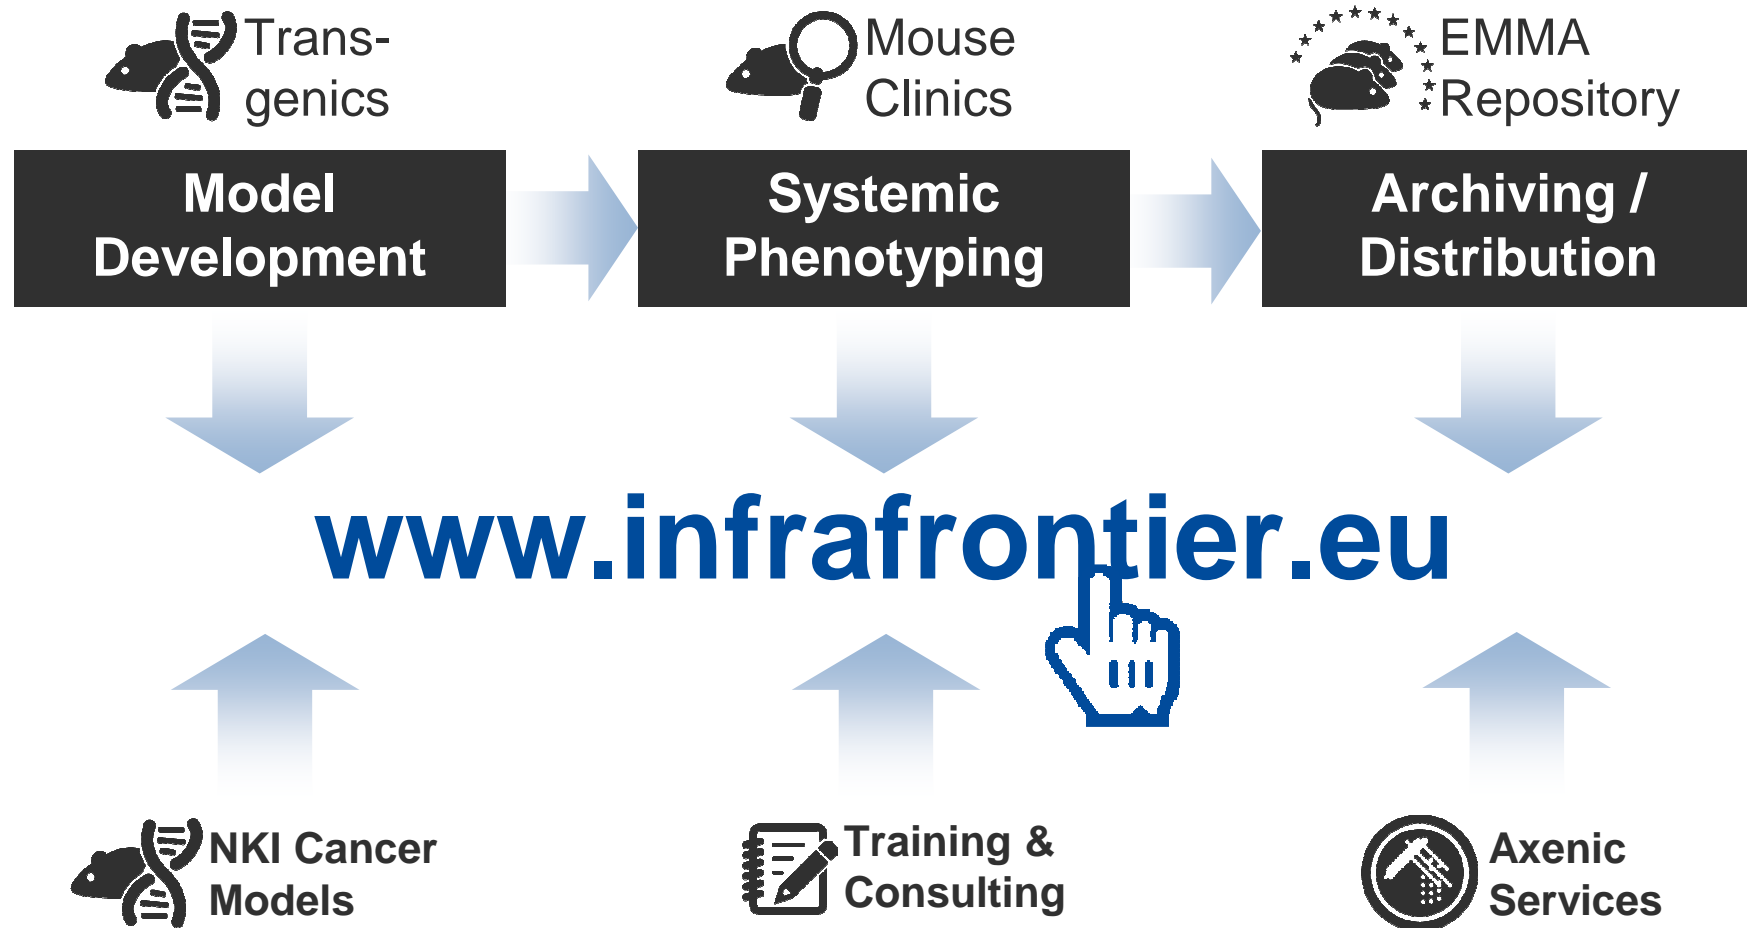 Trans-
genics
Mouse
Clinics
EMMA
Repository
Model
Development
Systemic
Phenotyping
Archiving /
Distribution
www.infrafrontier.eu
NKI Cancer
Models
Training &
Consulting
Axenic
Services